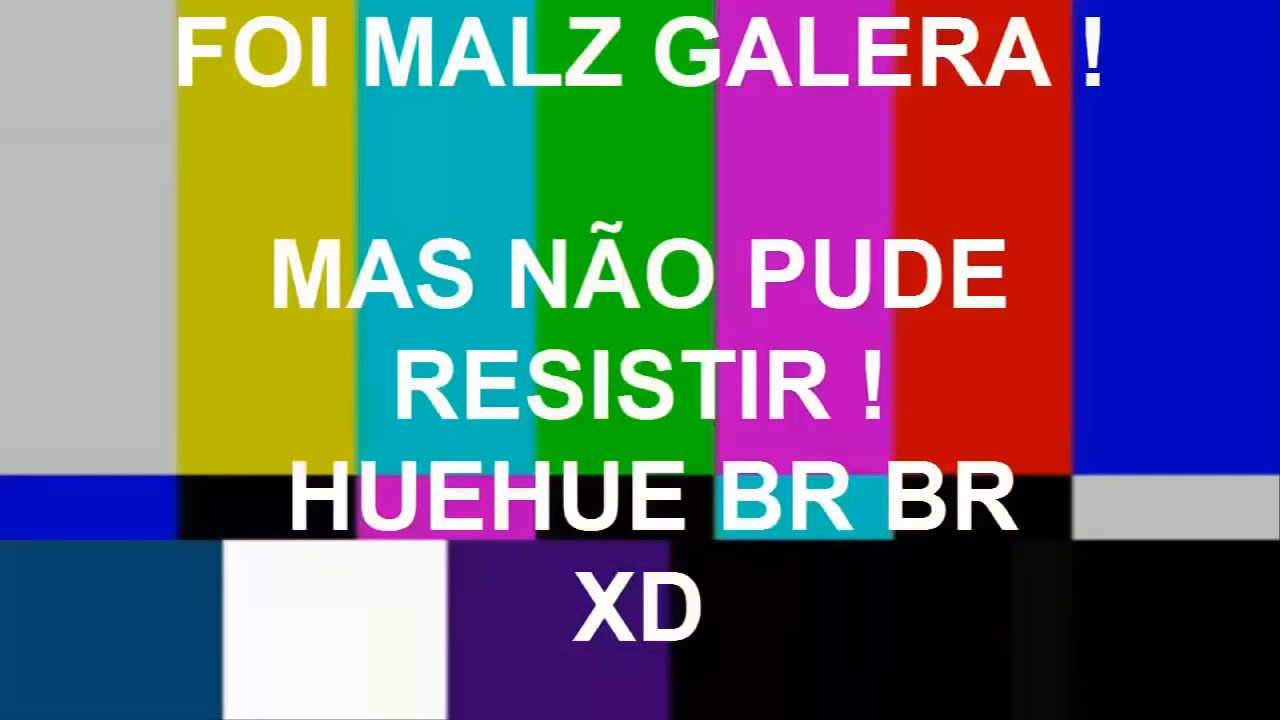 FOI MALZ GALERA !
MAS NÃO PUDE
RESISTIR !
HUEHUE BR BR
XD